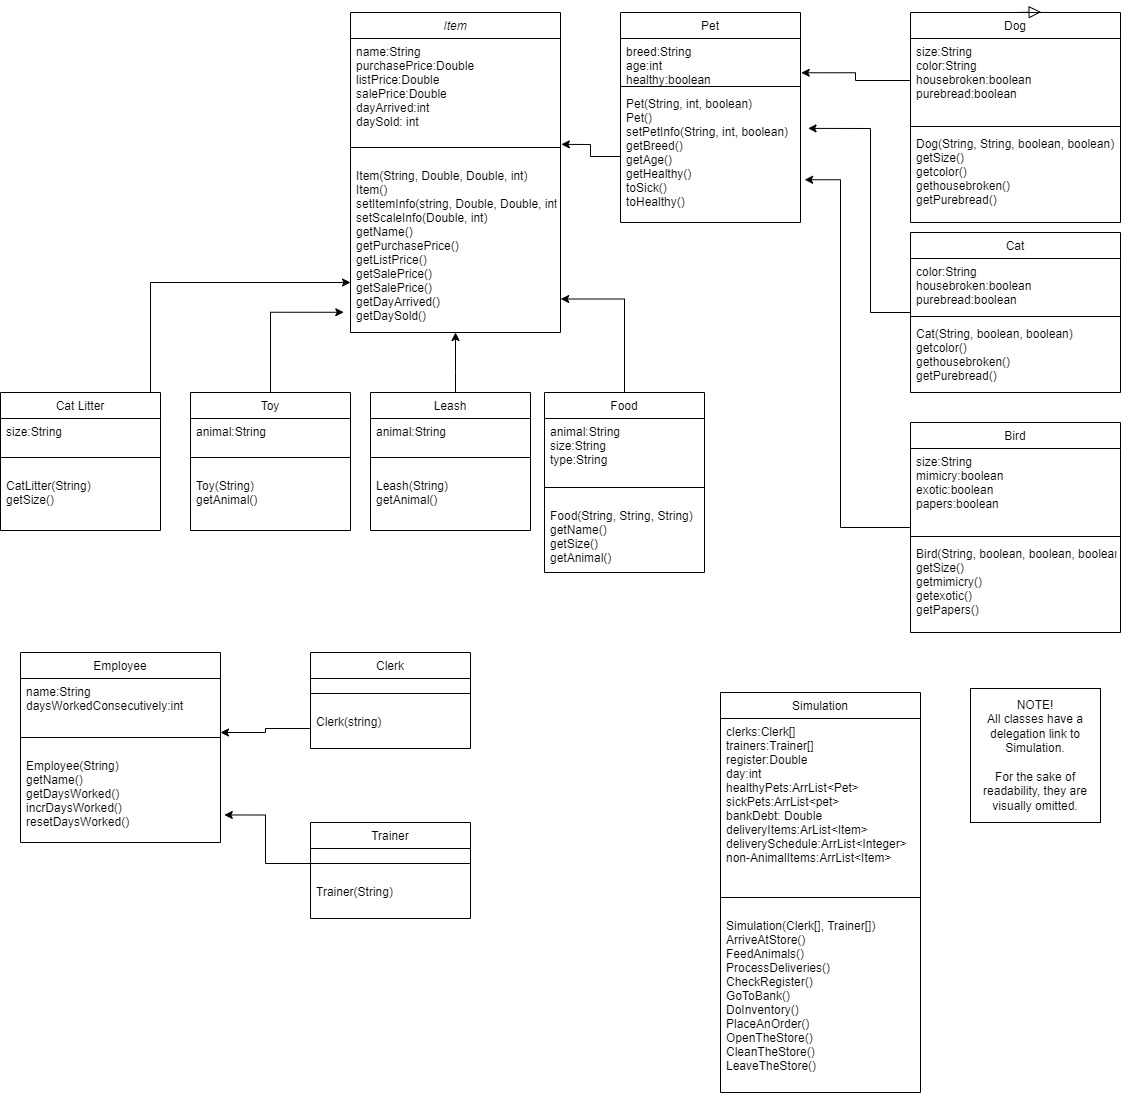 Item
name:String
purchasePrice:Double
listPrice:Double
salePrice:Double
dayArrived:int
daySold: int
Item(String, Double, Double, int)
Item()
setItemInfo(string, Double, Double, int
setScaleInfo(Double, int)
getName()
getPurchasePrice()
getListPrice()
getSalePrice()
getSalePrice()
getDayArrived()
getDaySold()
Pet
breed:String
age:int
healthy:boolean
Pet(String, int, boolean)
Pet()
setPetInfo(String, int, boolean)
getBreed()
getAge()
getHealthy()
toSick()
toHealthy()
Dog
size:String
color:String
housebroken:boolean
purebread:boolean
Dog(String, String, boolean, boolean)
getSize()
getcolor()
gethousebroken()
getPurebread()
Cat
color:String
housebroken:boolean
purebread:boolean
Cat(String, boolean, boolean)
getcolor()
gethousebroken()
getPurebread()
Cat Litter
size:String
CatLitter(String)
getSize()
Toy
animal:String
Toy(String)
getAnimal()
Leash
animal:String
Leash(String)
getAnimal()
Food
animal:String
size:String
type:String
Food(String, String, String)
getName()
getSize()
getAnimal()
Bird
size:String
mimicry:boolean
exotic:boolean
papers:boolean
Bird(String, boolean, boolean, boolea
getSize()
getmimicry()
getexotic()
getPapers()
Employee
name:String
daysWorkedConsecutively:int
Employee(String)
getName()
getDaysWorked()
incrDaysWorked()
resetDaysWorked()
Clerk
Clerk(string)
Trainer
Trainer(String)
Simulation
clerks:Clerk[]
trainers:Trainer[]
register:Double
day:int
healthyPets:ArrList<Pet>
sickPets:ArrList<pet>
bankDebt: Double
deliveryItems:ArList<Item>
deliverySchedule:ArrList<Integer>
non-AnimalItems:ArrList<Item>
Simulation(Clerk[], Trainer[])
ArriveAtStore()
FeedAnimals()
ProcessDeliveries()
CheckRegister()
GoToBank()
DoInventory()
PlaceAnOrder()
OpenTheStore()
CleanTheStore()
LeaveTheStore()
NOTE!
All classes have a
delegation link to
Simulation.
For the sake of
readability, they are
visually omitted.